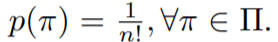 p(π) = 1/n!, ∀π ∈ Π.